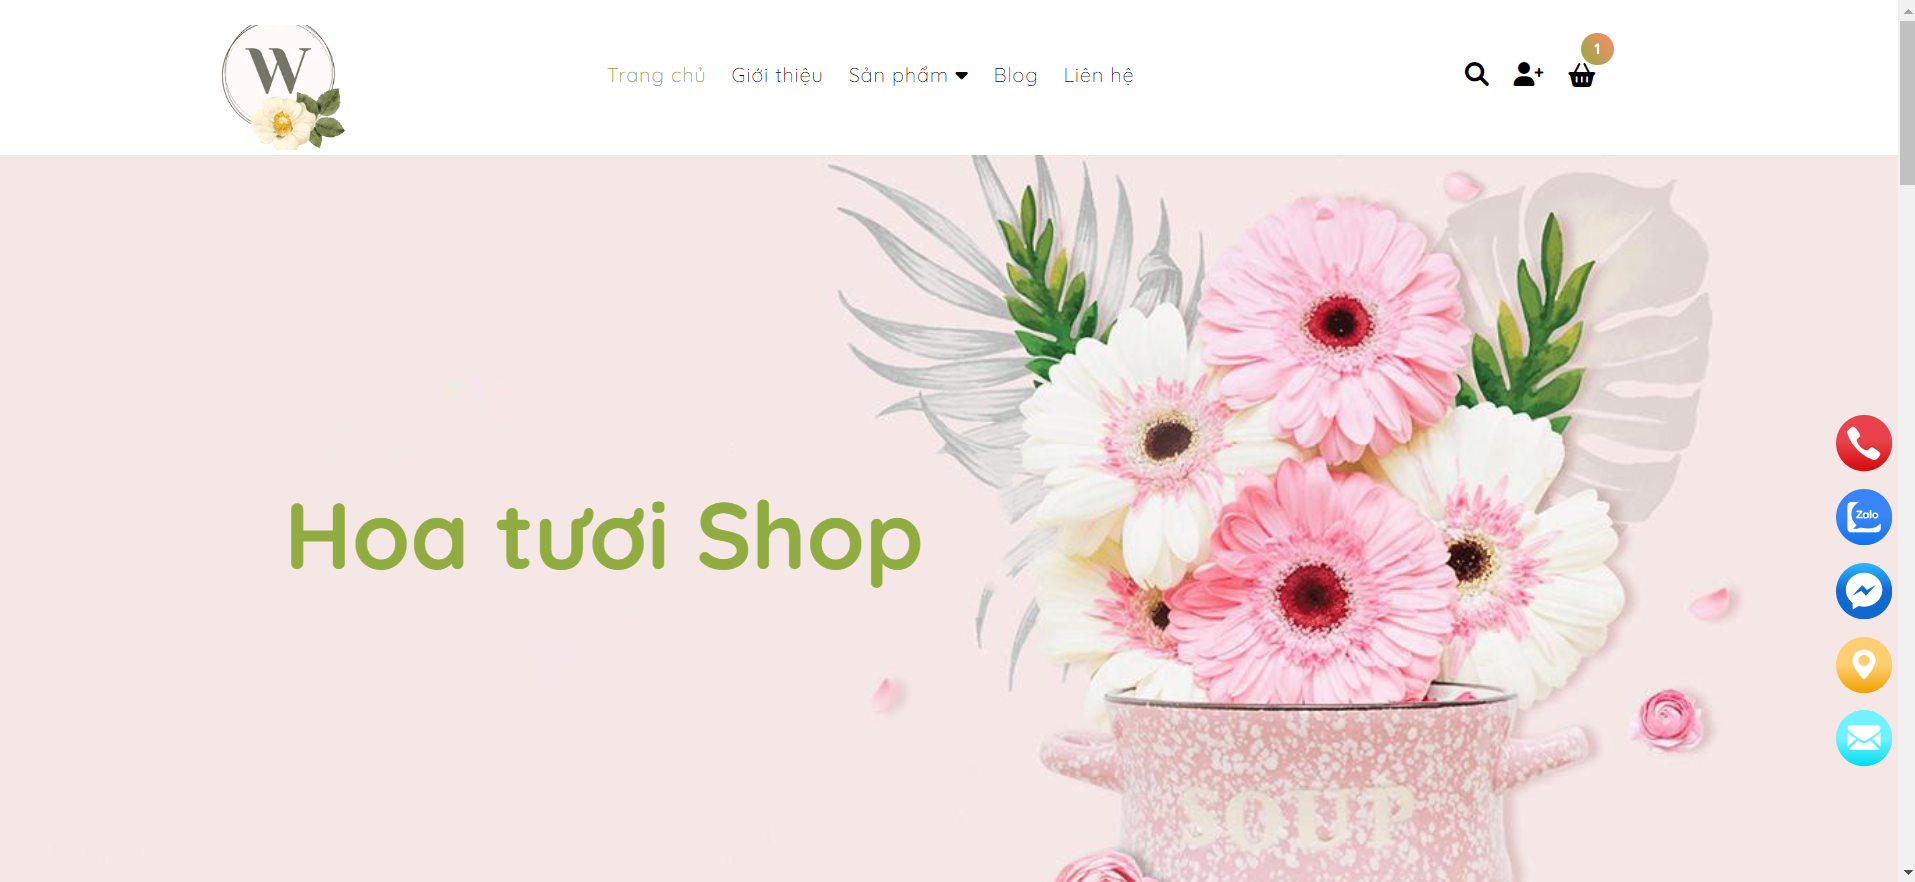 W
Trang chủ Giới thiệu Sản phẩm Blog Liên hệ
1
Hoa tươi Shop
Zalo
SOUP